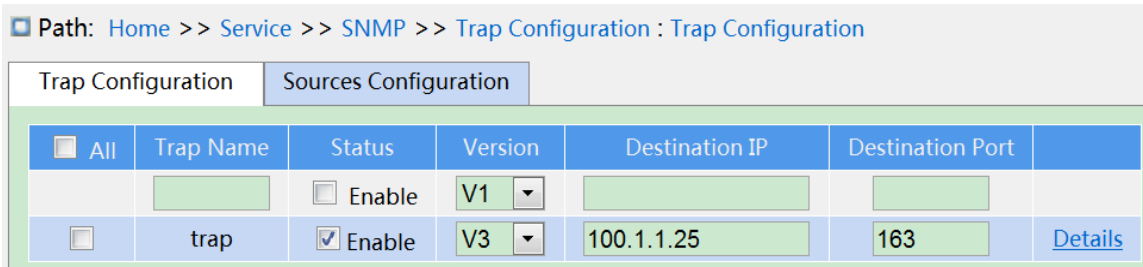 Path: Home >> Service >> SNMP >> Trap Configuration : Trap Configuration
Trap Configuration Sources Configuration
All Trap Name Status Version Destination IP Destination Port
Enable V1
trap Enable V3 100.1.1.25 163 Details